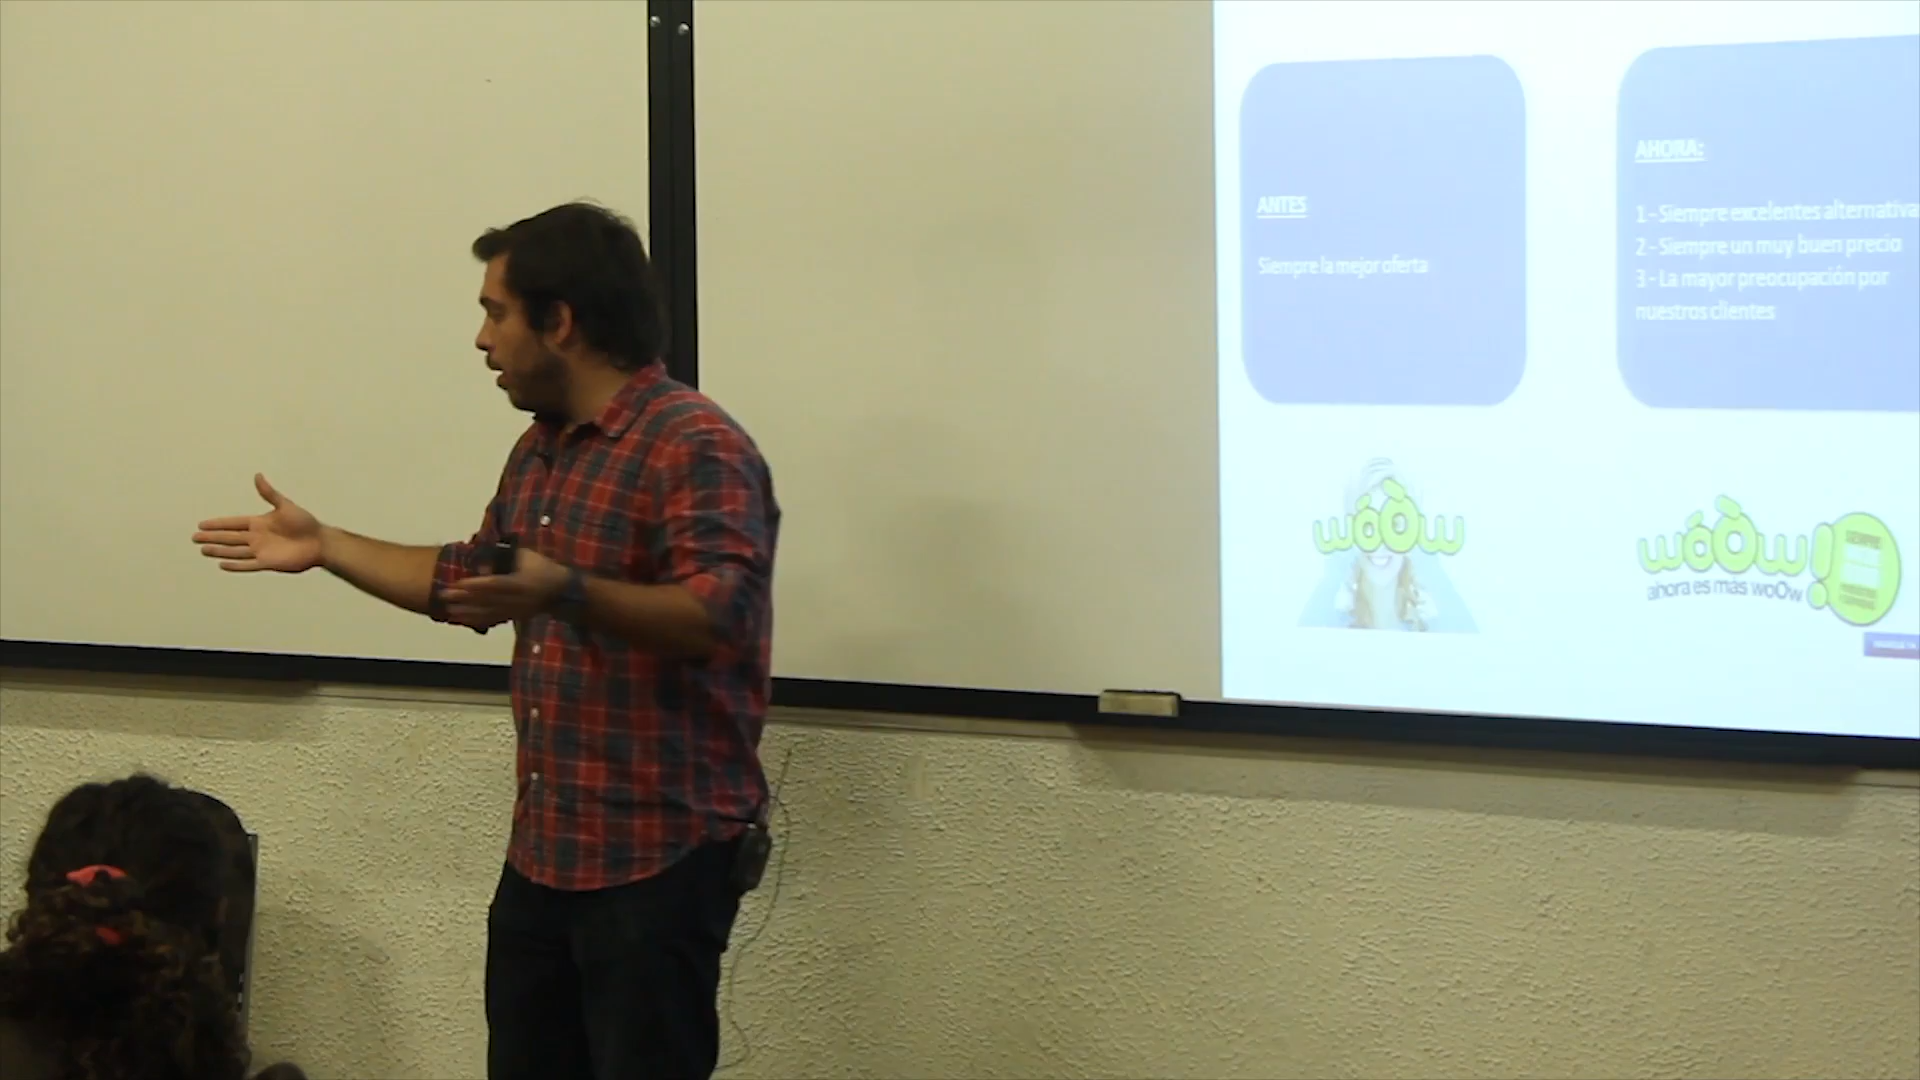 ANTES
Siempre la mejor oferta
AHORA:
1 - Siempre excelentes alternativas
2 - Siempre un muy buen precio
3 - La mayor preocupación por
nuestros clientes
woOw
woOw!
ahora es más woOw
SIEMPRE